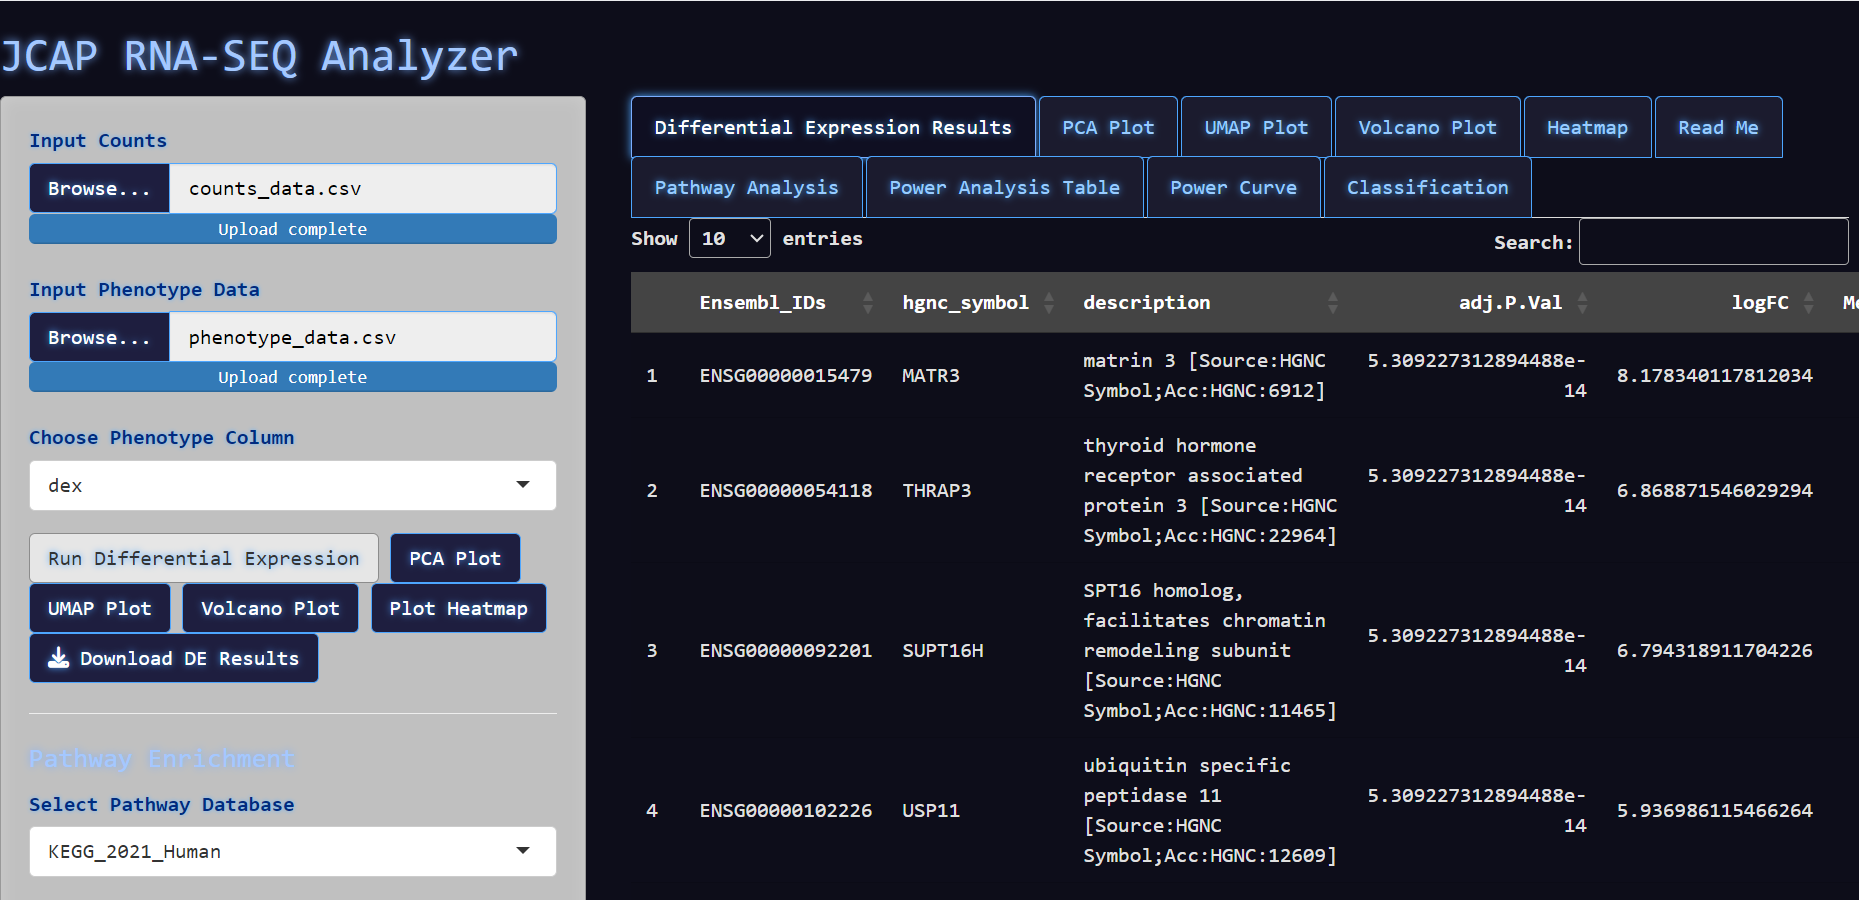 JCAP RNA-SEQ Analyzer
Input Counts
Browse... counts_data.csv
Upload complete
Input Phenotype Data
Browse... phenotype_data.csv
Upload complete
Choose Phenotype Column
dex
Run Differential Expression PCA Plot
UMAP Plot Volcano Plot Plot Heatmap
Download DE Results
Pathway Enrichment
Select Pathway Database
KEGG_2021_Human
Differential Expression Results PCA Plot UMAP Plot Volcano Plot Heatmap Read Me
Pathway Analysis Power Analysis Table Power Curve Classification
Show 10 entries Search:
Ensembl_IDs hgnc_symbol description adj.P.Val logFC
1 ENSG00000015479 MATR3 matrin 3 [Source:HGNC 5.309227312894488e- 8.178340117812034
Symbol;Acc:HGNC:6912] 14
thyroid hormone
2 ENSG00000054118 THRAP3 receptor associated 5.309227312894488e- 6.868871546029294
protein 3 [Source:HGNC 14
Symbol;Acc:HGNC:22964]
SPT16 homolog,
facilitates chromatin
3 ENSG00000092201 SUPT16H remodeling subunit 5.309227312894488e- 6.794318911704226
[Source:HGNC 14
Symbol;Acc:HGNC:11465]
ubiquitin specific
4 ENSG00000102226 USP11 peptidase 11 5.309227312894488e- 5.936986115466264
[Source:HGNC 14
Symbol;Acc:HGNC:12609]